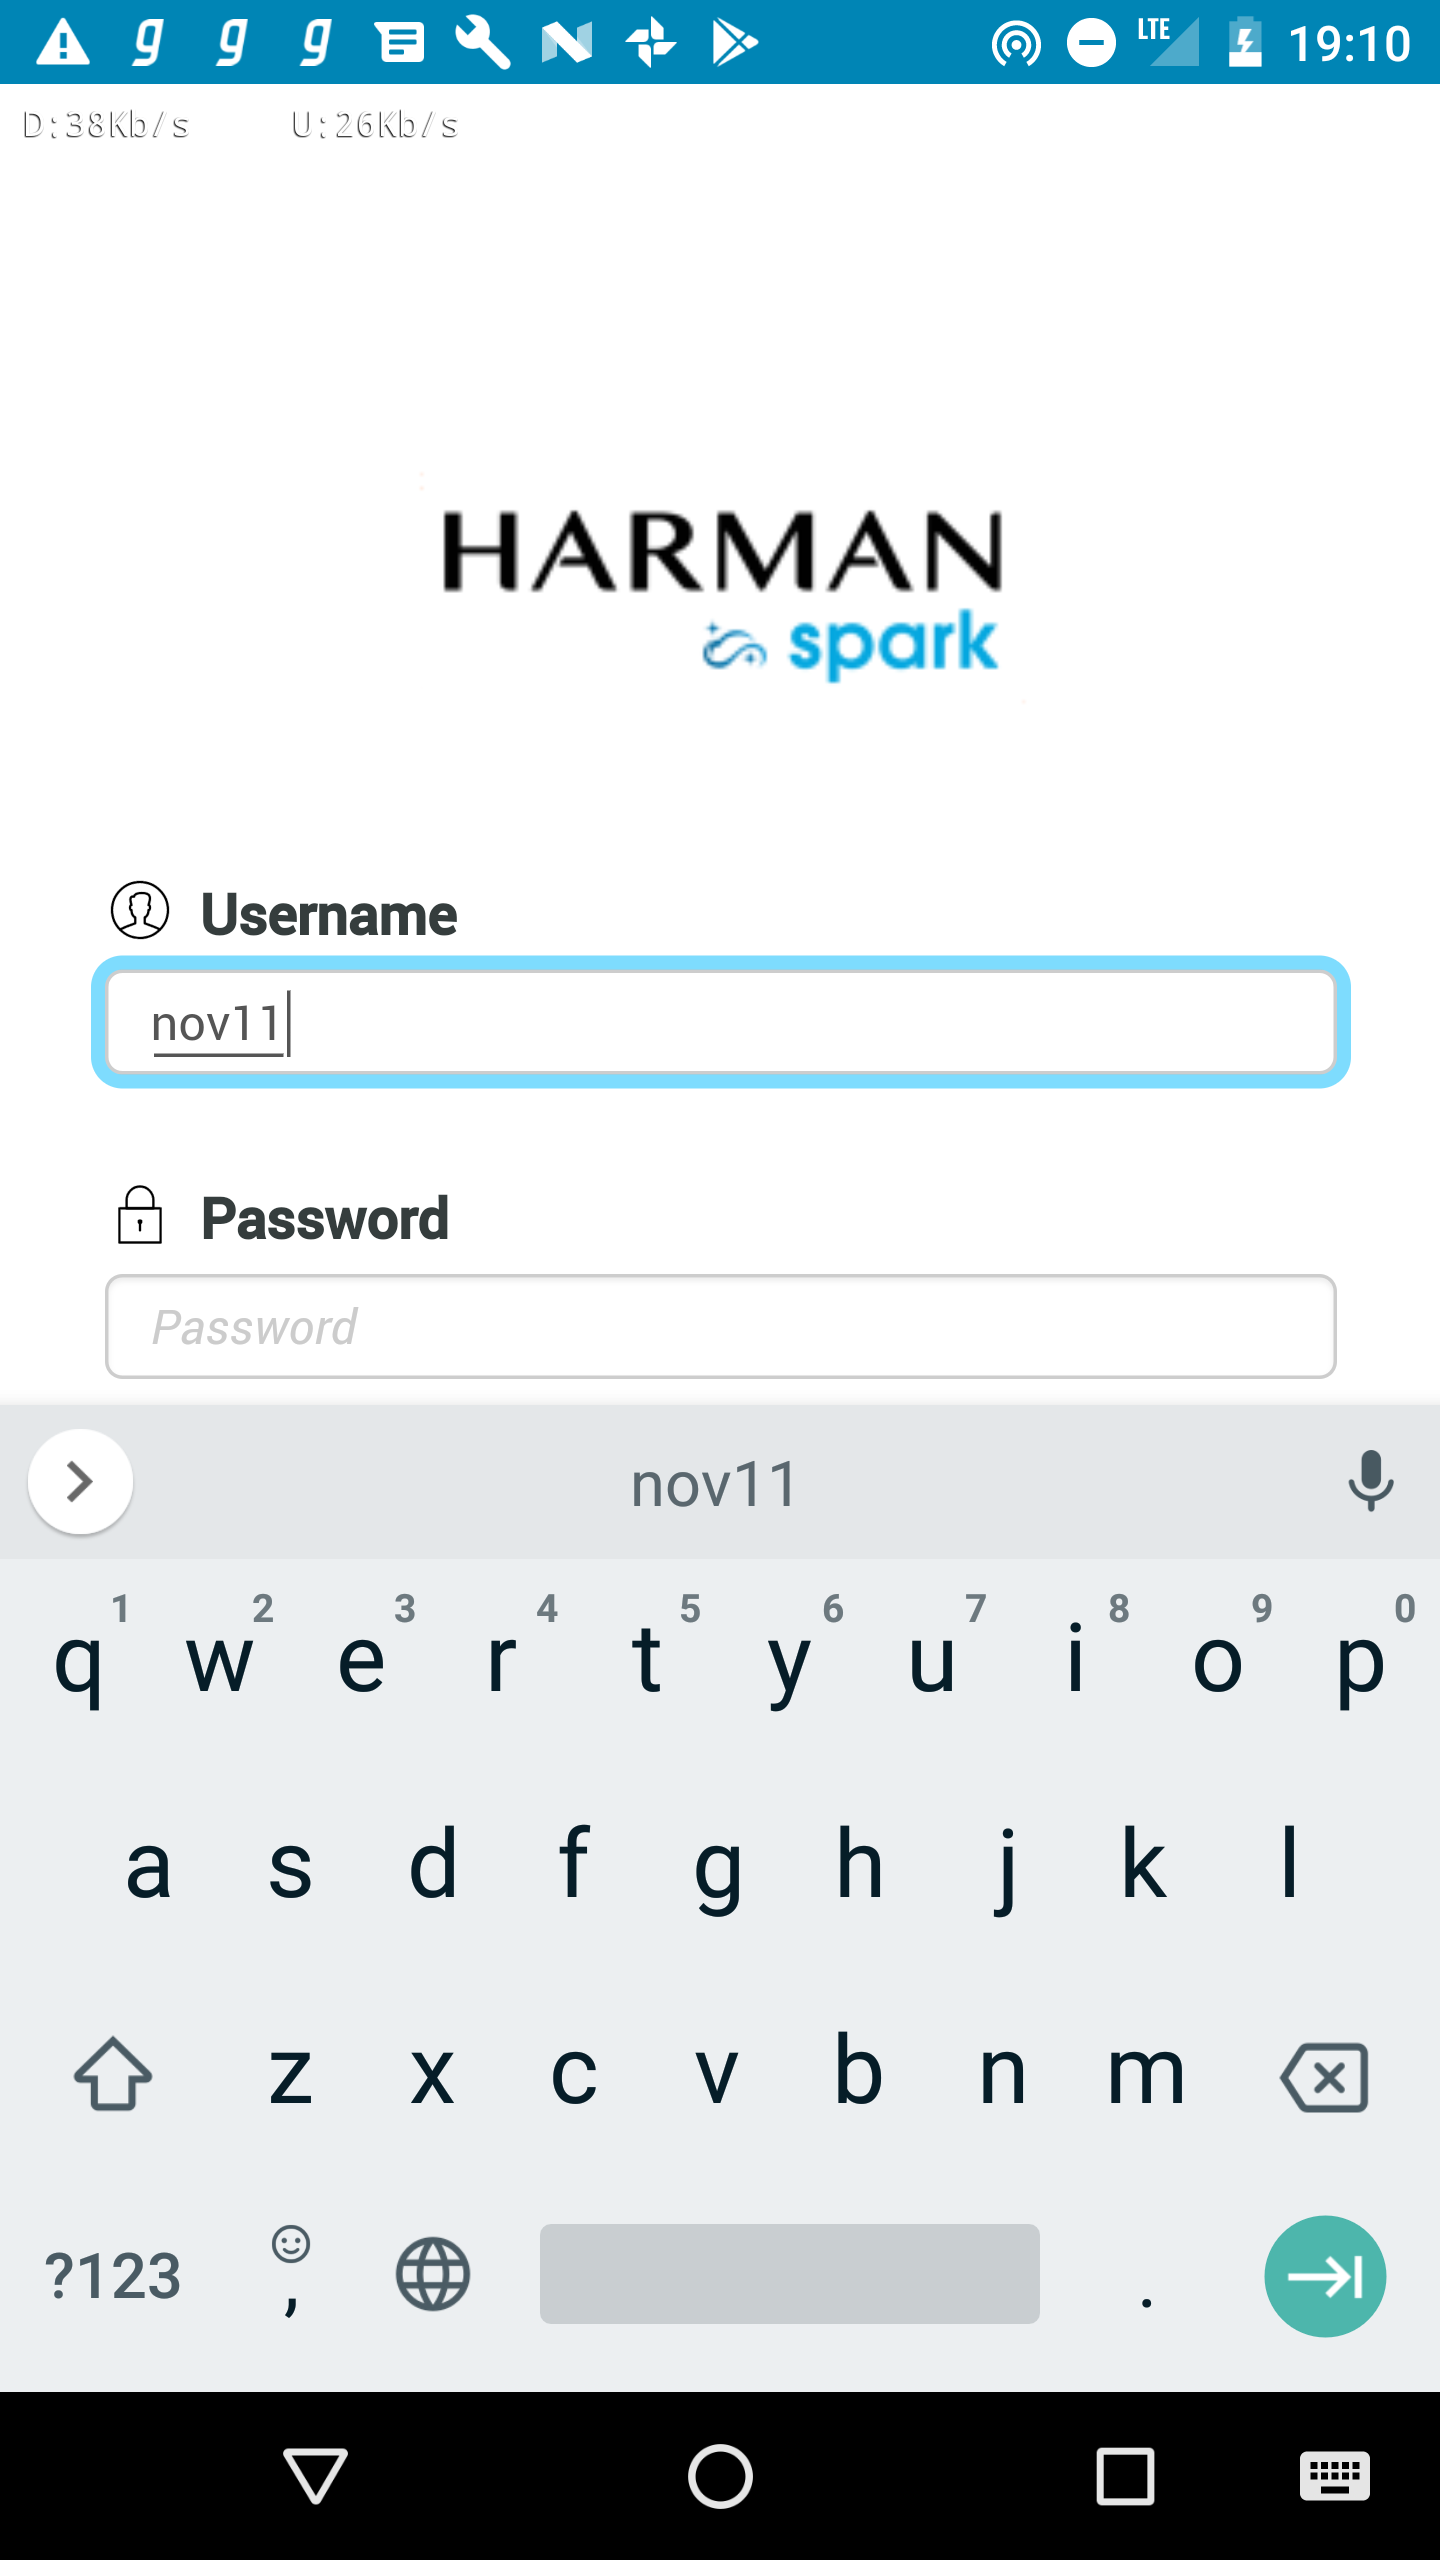 g g g LTE 19:10
D:38Kb/s U:26Kb/s
HARMAN
spark
Username
nov11
Password
Password
nov11
1 2 3 4 5 6 7 8 9 0
q w e r t y u i o p
a s d f g h j k l
z x c v b n m
?123 , .